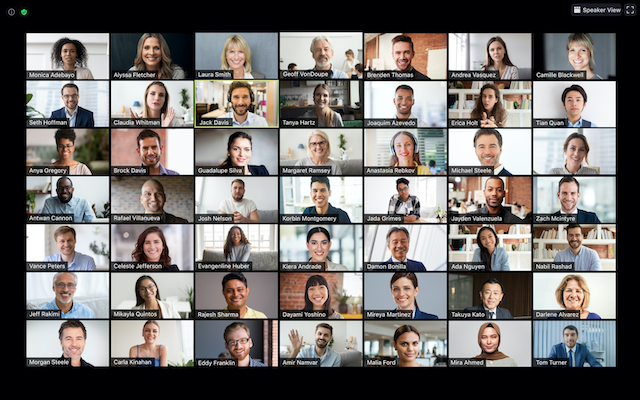 Speaker View
Monica Adebayo
Alyssa Fletcher
Laura Smith
Geoff VonDoupe
Brenden Thomas
Andrea Vasquez
Camille Blackwell
Seth Hoffman
Claudia Whitman
Jack Davis
Tanya Hartz
Joaquim Azevedo
Erica Holt
Tian Quan
Anya Gregory
Brock Davis
Guadalupe Silva
Margaret Ramsey
Anastasia Rebkov
Michael Steele
Natasha Whitman
Antwan Cannon
Rafael Villanueva
Josh Nelson
Korbin Montgomery
Jada Grimes
Jayden Valenzuela
Zach McIntyre
Vance Peters
Celeste Jefferson
Evangenline Huber
Kiera Andrade
Damon Bonilla
Ada Nguyen
Nabil Rashad
Jeff Rakimi
Mikayla Quintos
Rajesh Sharma
Dayami Yoshino
Mireya Martinez
Takuya Kato
Darlene Alvarez
Morgan Steele
Carla Kinahan
Eddy Franklin
Amir Namvar
Malia Ford
Mira Ahmed
Tom Turner